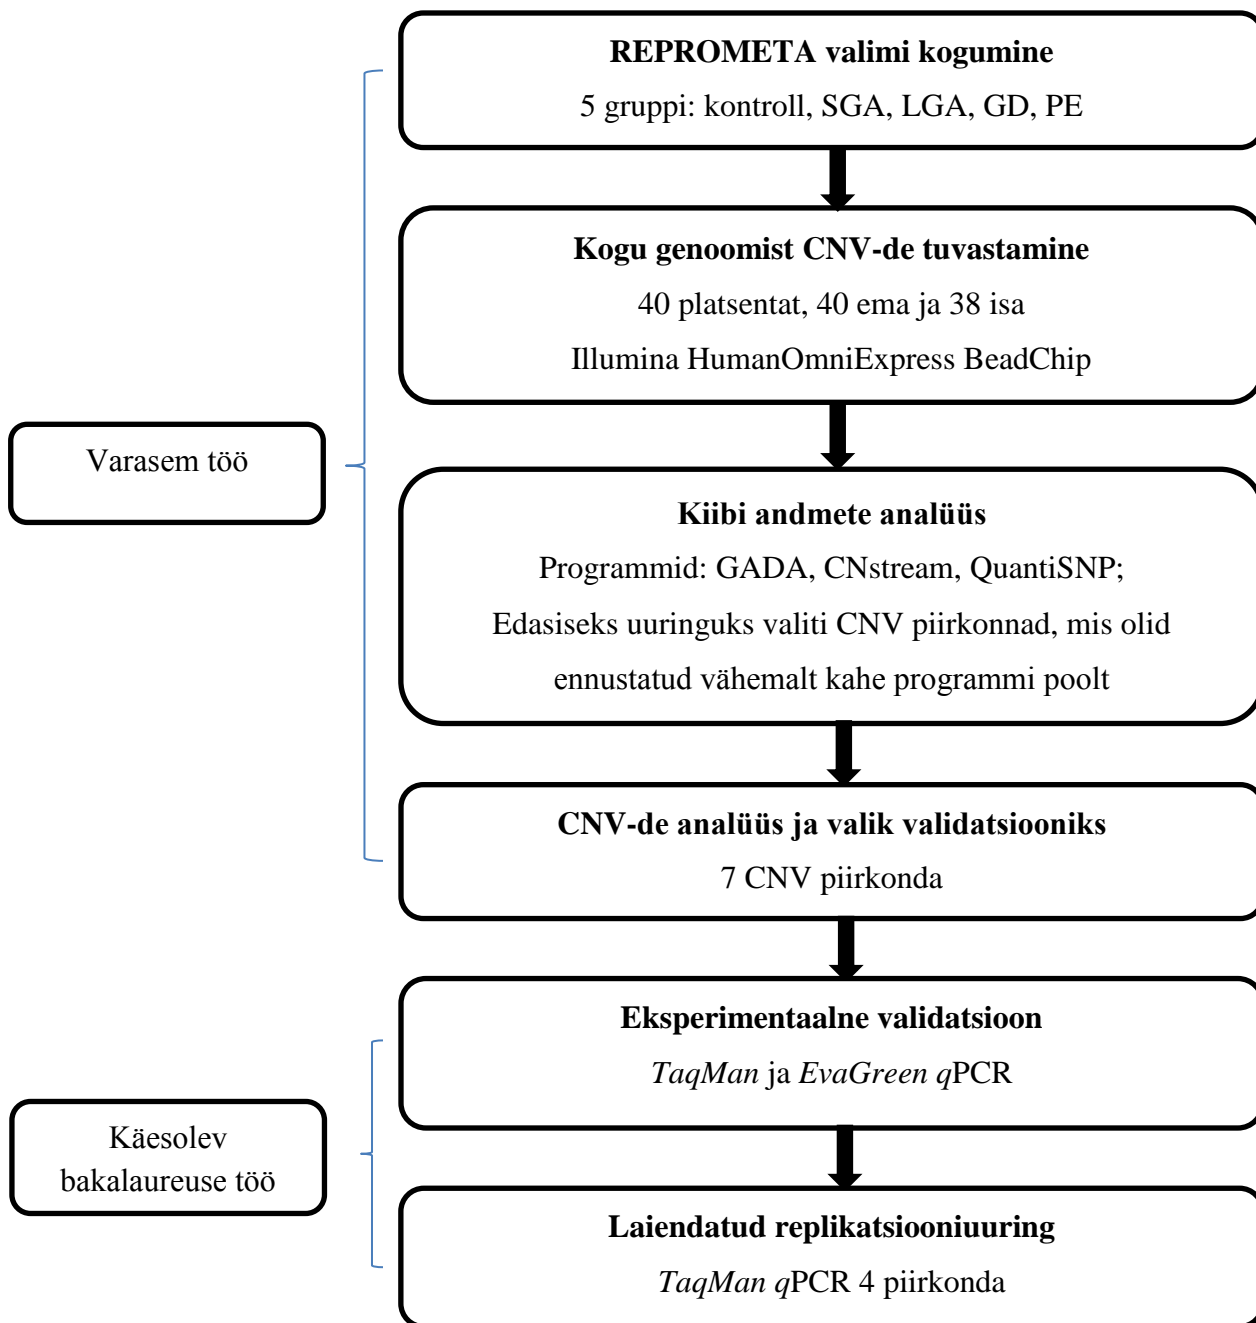 REPROMETA valimi kogumine
5 gruppi: kontroll, SGA, LGA, GD, PE
Kogu genoomist CNV-de tuvastamine
40 platsentat, 40 ema ja 38 isa
Illumina HumanOmniExpress BeadChip
Varasem töö
Kiibi andmete analüüs
Programmid: GADA, CNstream, QuantiSNP;
Edasiseks uuringuks valiti CNV piirkonnad, mis olid
ennustatud vähemalt kahe programmi poolt
CNV-de analüüs ja valik validatsiooniks
7 CNV piirkonda
Eksperimentaalne validatsioon
TaqMan ja EvaGreen qPCR
Käesolev
bakalaureuse töö
Laiendatud replikatsiooniuuring
TaqMan qPCR 4 piirkonda